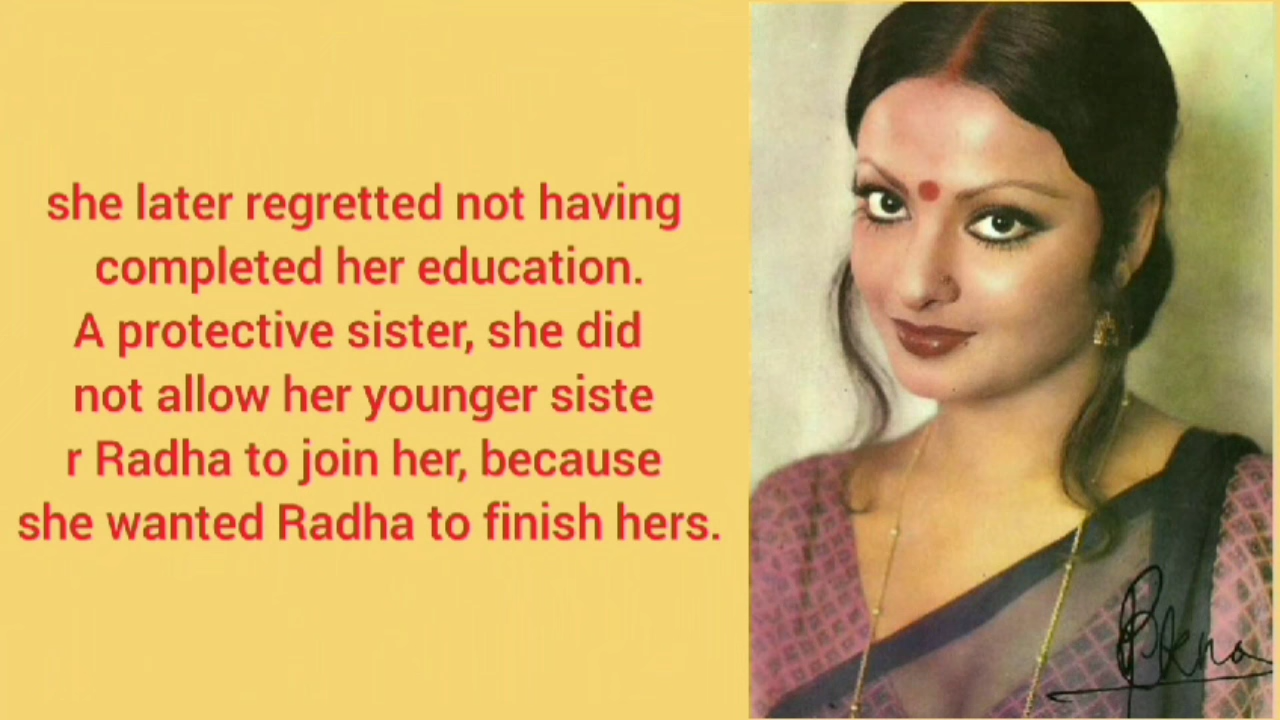 she later regretted not having
completed her education.
A protective sister, she did
not allow her younger siste
r Radha to join her, because
she wanted Radha to finish hers.